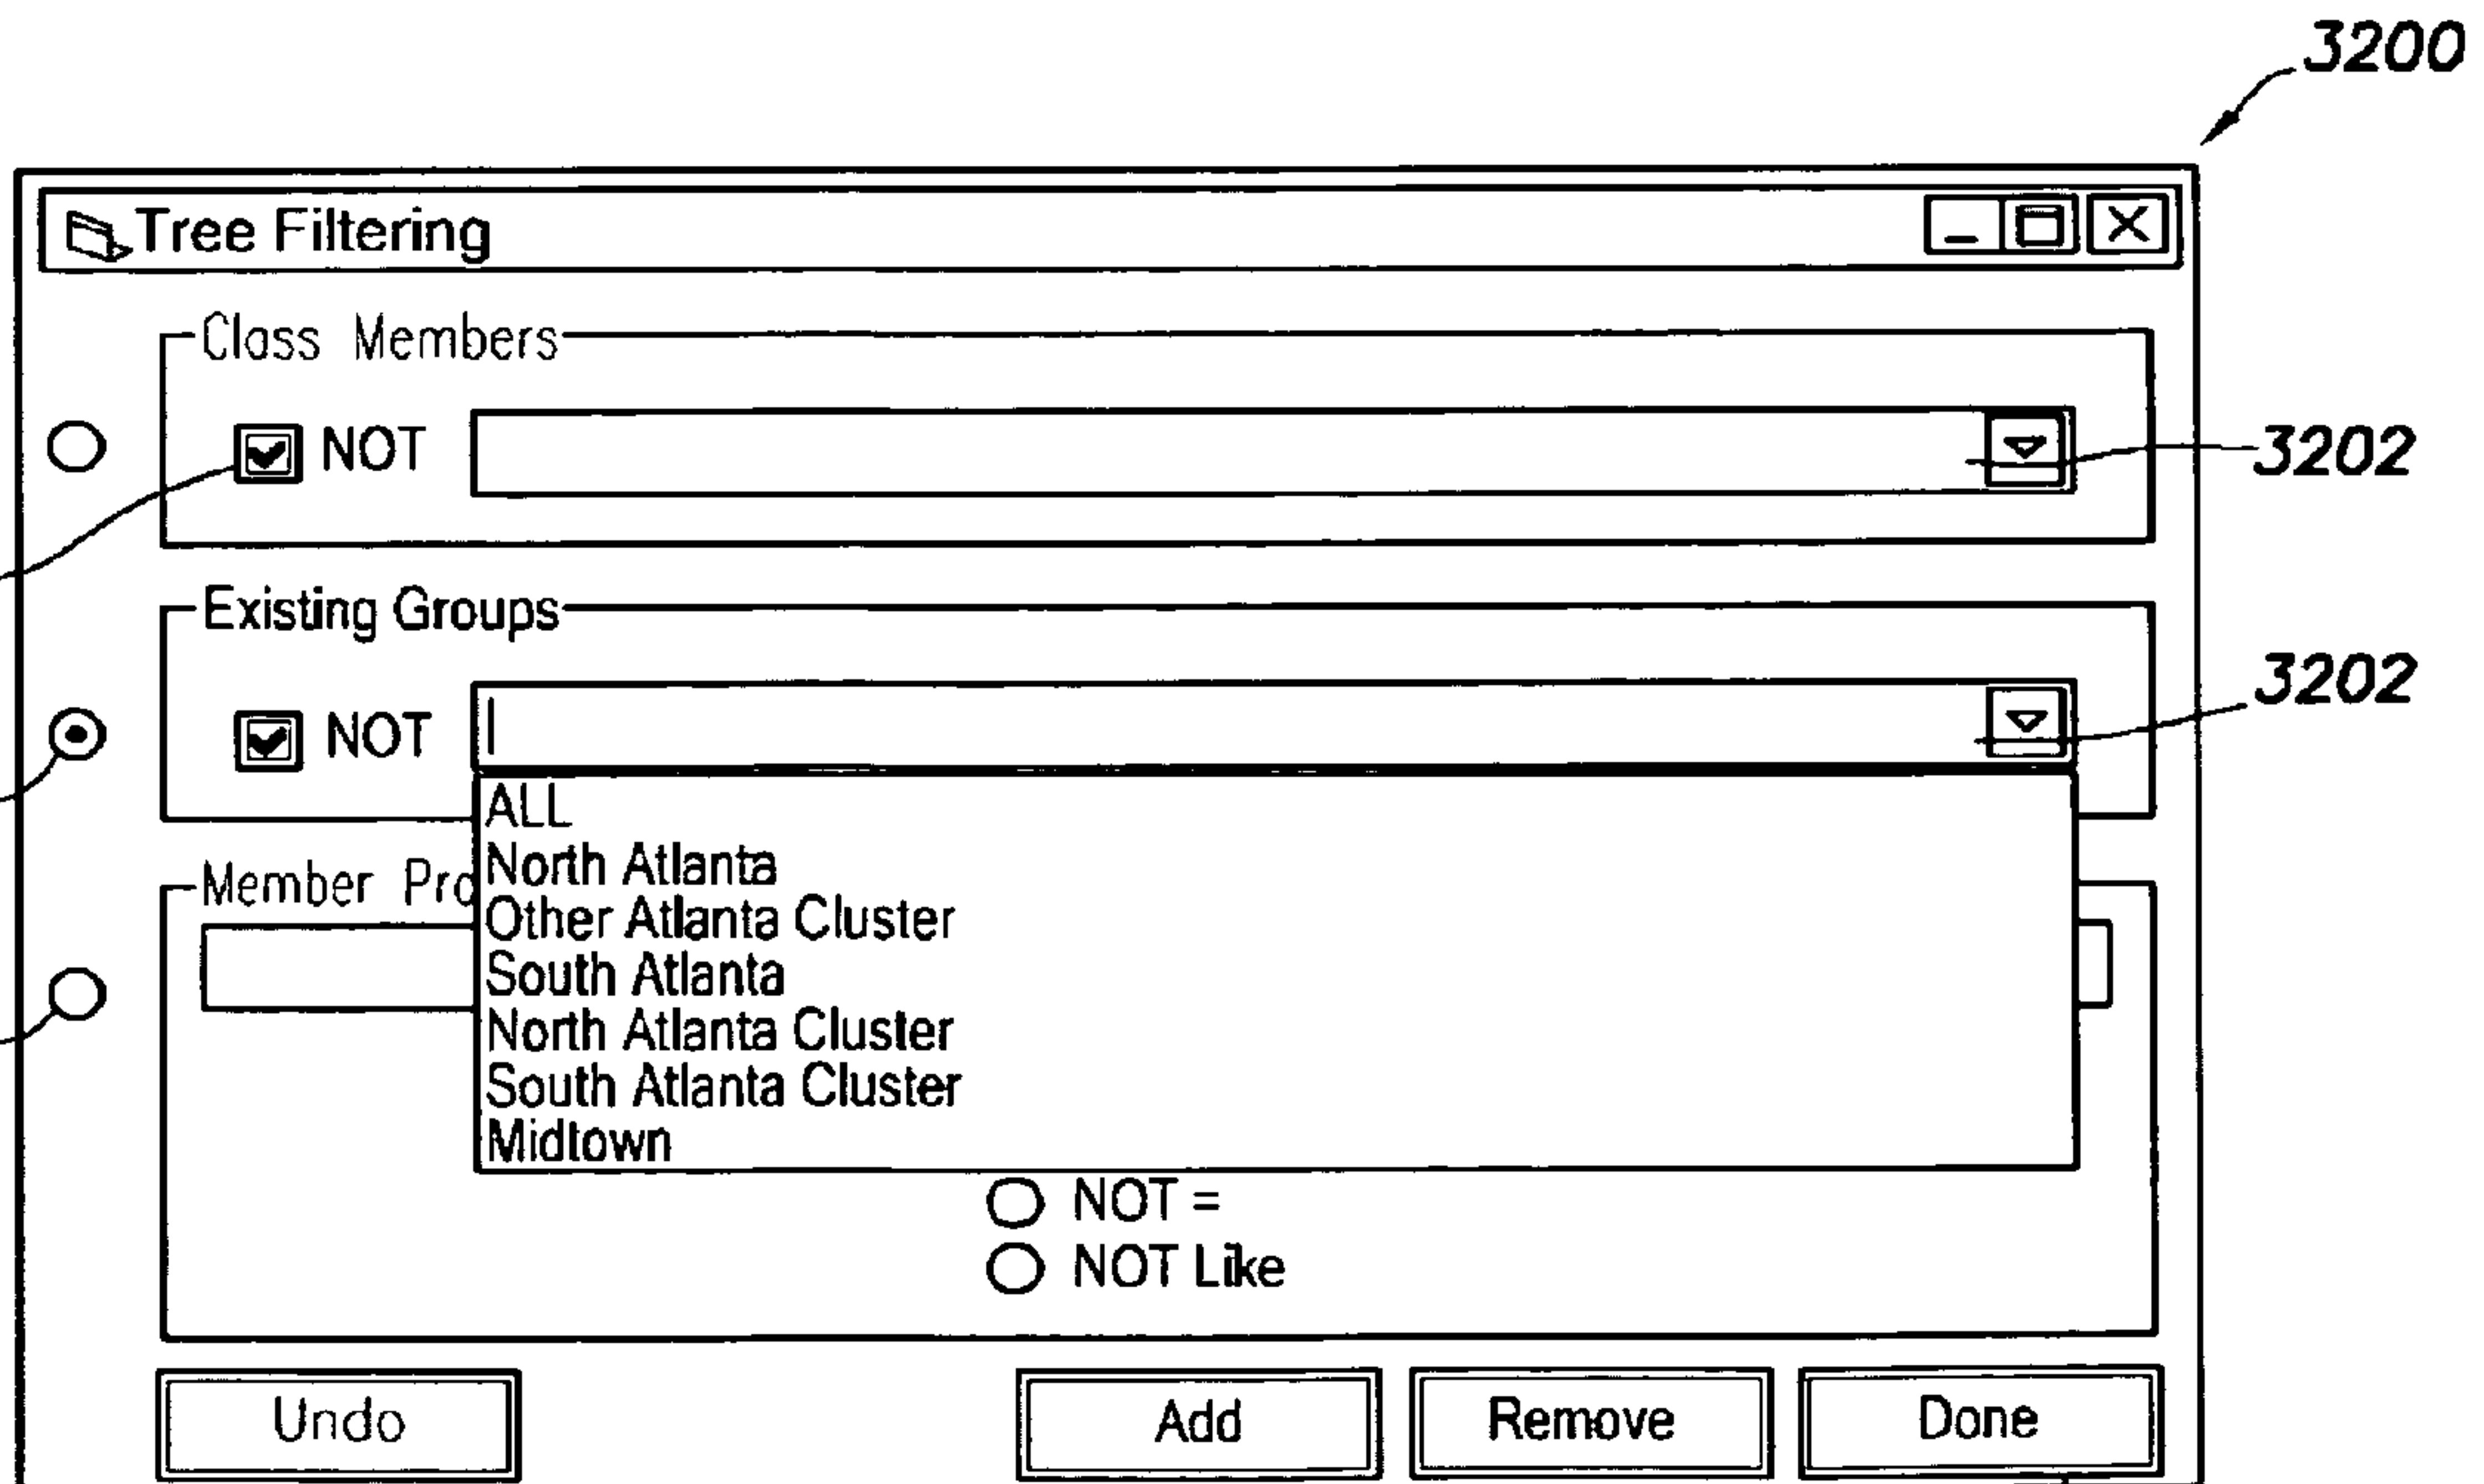 3200
Tree Filtering
Class Members
NOT
3202
Existing Groups
NOT
3202
ALL
North Atlanta
Member Pro
Other Atlanta Cluster
South Atlanta
North Atlanta Cluster
South Atlanta Cluster
Midtown
NOT =
NOT Like
Undo Add Remove Done